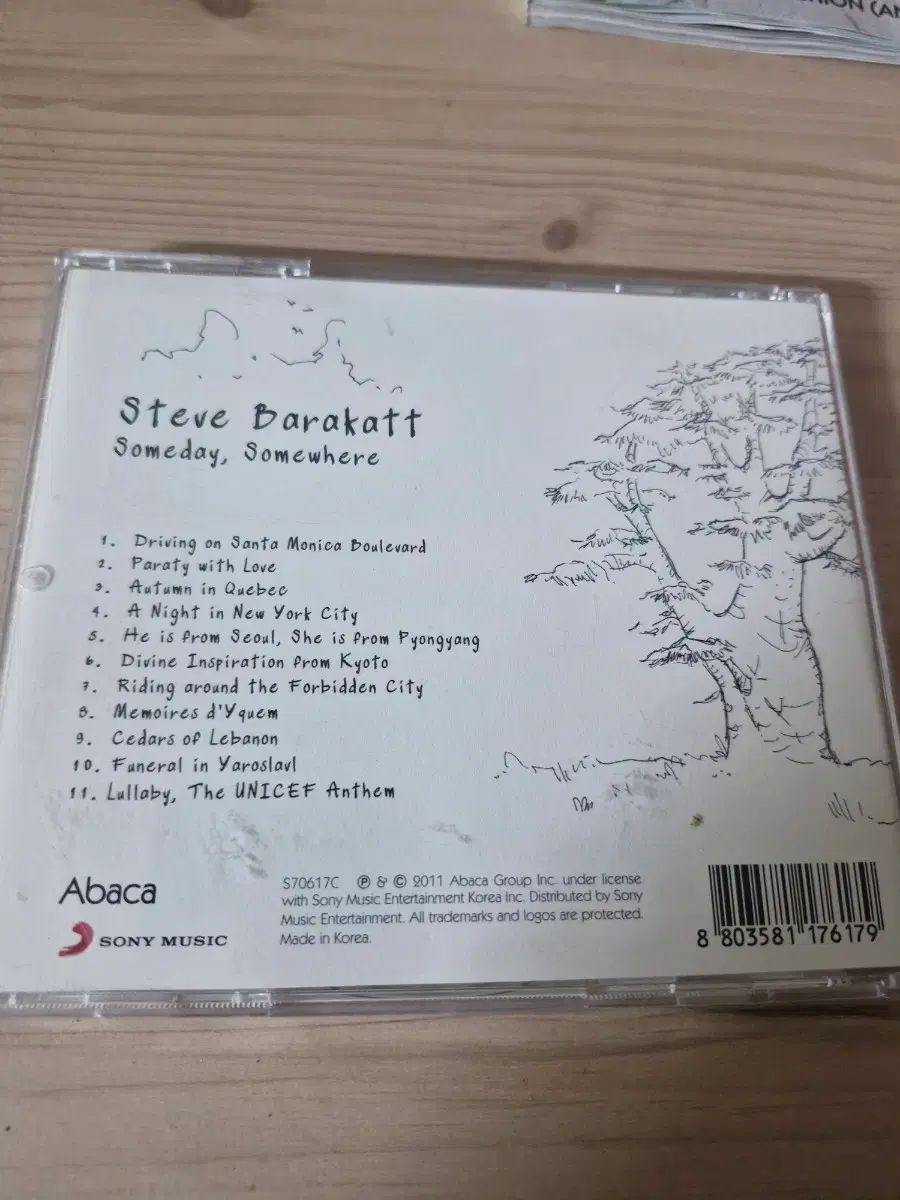 Steve Barakatt
Someday, Somewhere
1. Driving on Santa Monica Boulevard
2. Paraty with Love
3. Autumn in Quebec
4. A Night in New York City
5. He is from Seoul, She is from Pyongyang
6. Divine Inspiration from Kyoto
7. Riding around the Forbidden City
8. Memoires d'Yquem
9. Cedars of Lebanon
10. Funeral in Yaroslavl
11. Lullaby, The UNICEF Anthem
Abaca
SONY MUSIC
S70617C ℗ & © 2011 Abaca Group Inc. under license
with Sony Music Entertainment Korea Inc. Distributed by Sony
Music Entertainment. All trademarks and logos are protected.
Made in Korea.
8 803581 176179